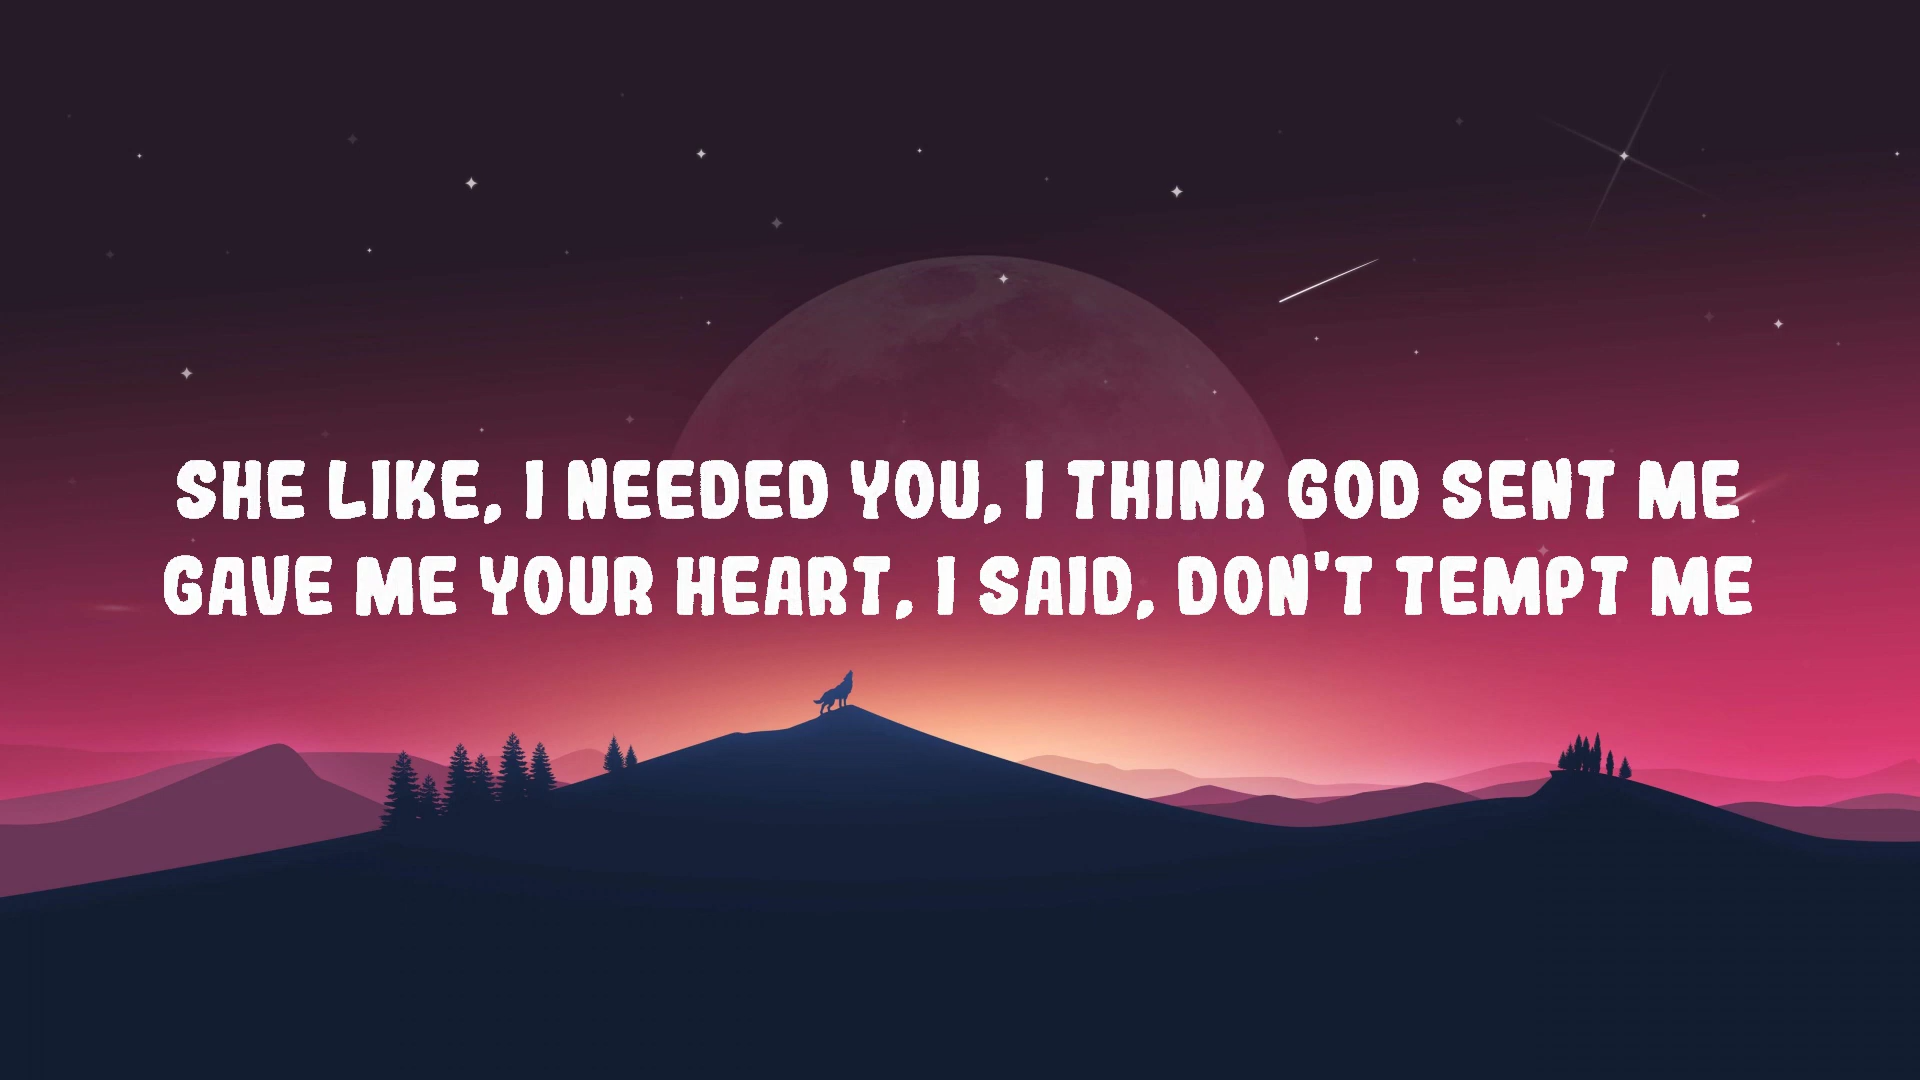 SHE LIKE, I NEEDED YOU, I THINK GOD SENT ME
GAVE ME YOUR HEART, I SAID, DON'T TEMPT ME